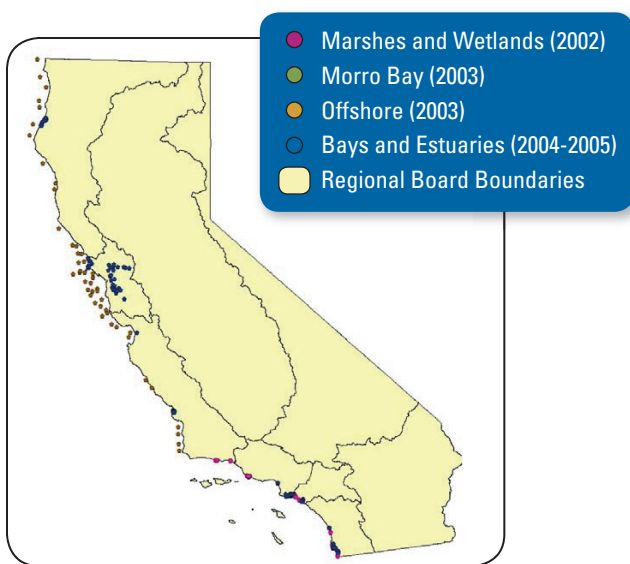 Marshes and Wetlands (2002)
Morro Bay (2003)
Offshore (2003)
Bays and Estuaries (2004-2005)
Regional Board Boundaries